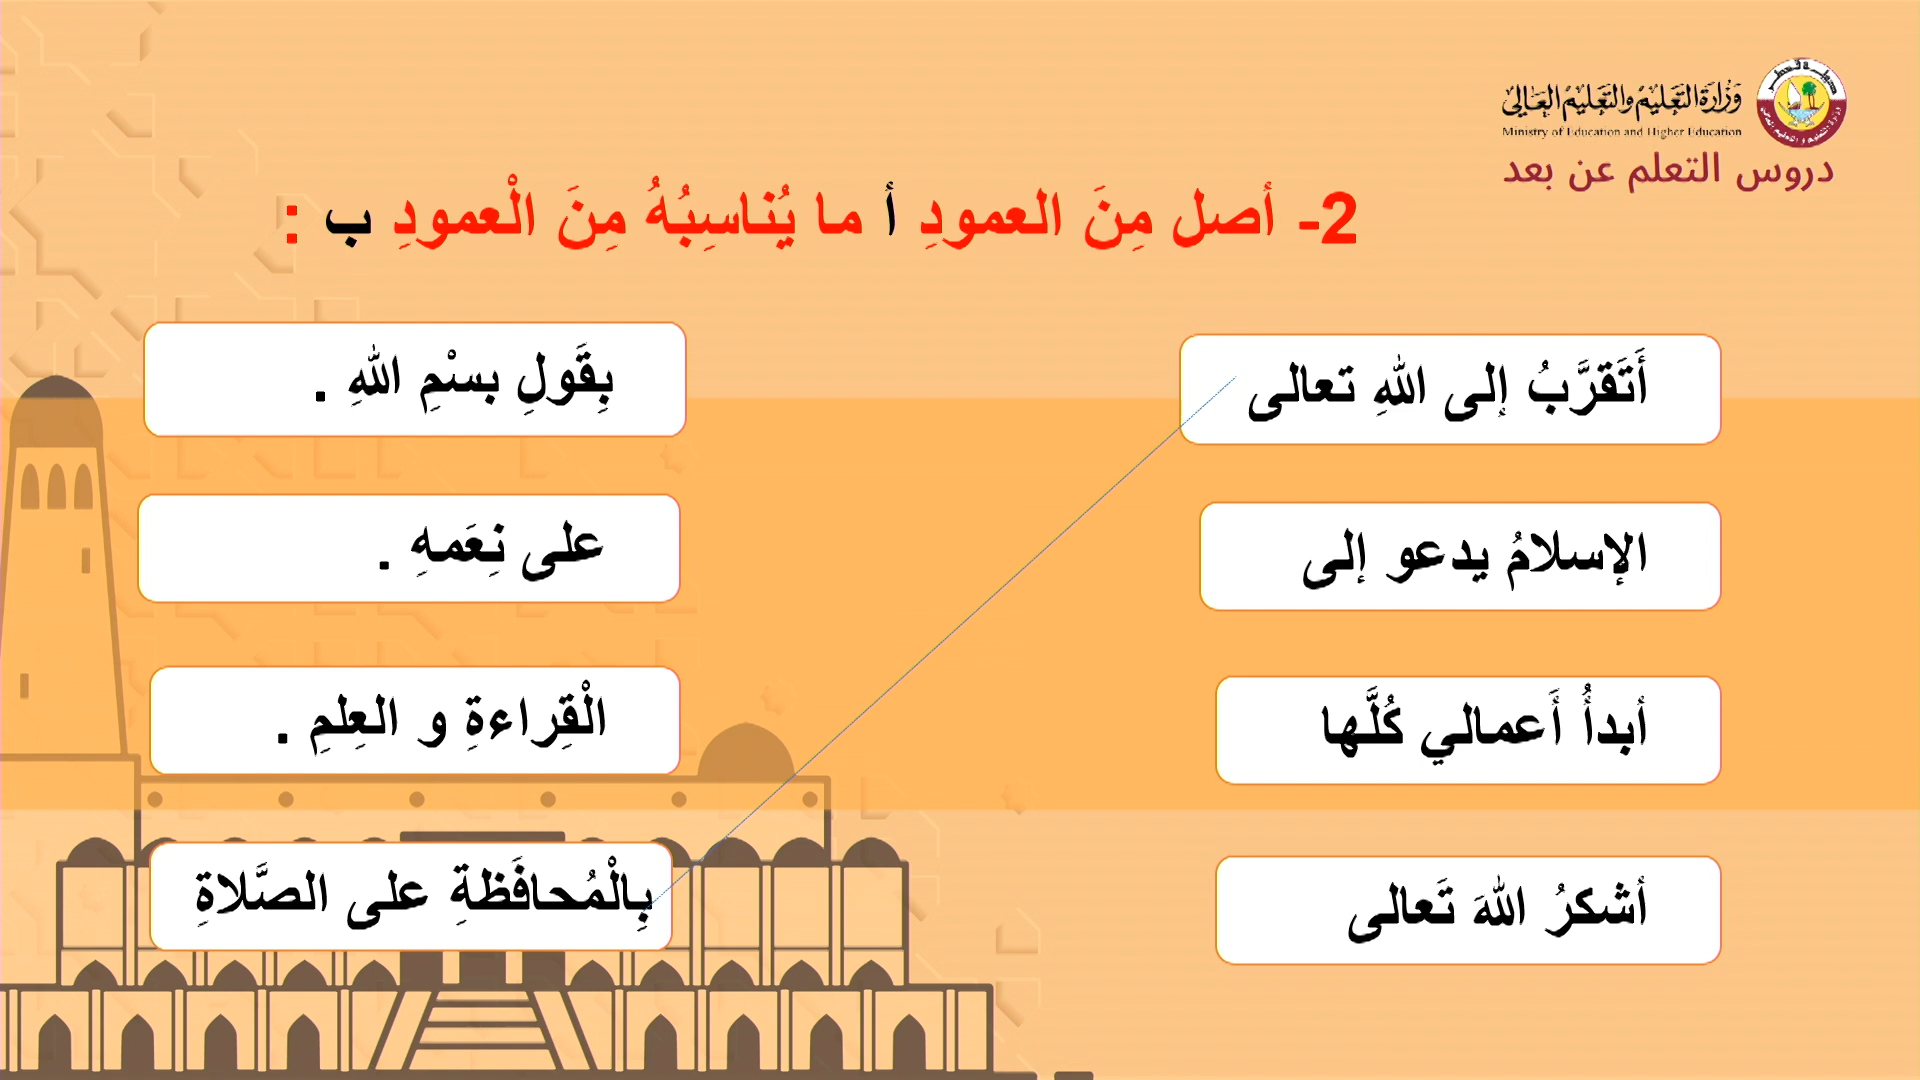 وزارة التعليم والتعليم العالي
Ministry of Education and Higher Education
دروس التعلم عن بعد
2- أصل مِنَ العمودِ أ ما يُناسِبُهُ مِنَ الْعمودِ ب :
أَتَقرَّبُ إلى اللهِ تعالى
بِقَولِ بسْمِ اللهِ .
الإسلامُ يدعو إلى
على نِعَمهِ .
أبدأُ أَعمالي كُلَّها
الْقِراءةِ و العِلمِ .
أشكرُ اللهَ تَعالى
بِالْمُحافَظةِ على الصَّلاةِ